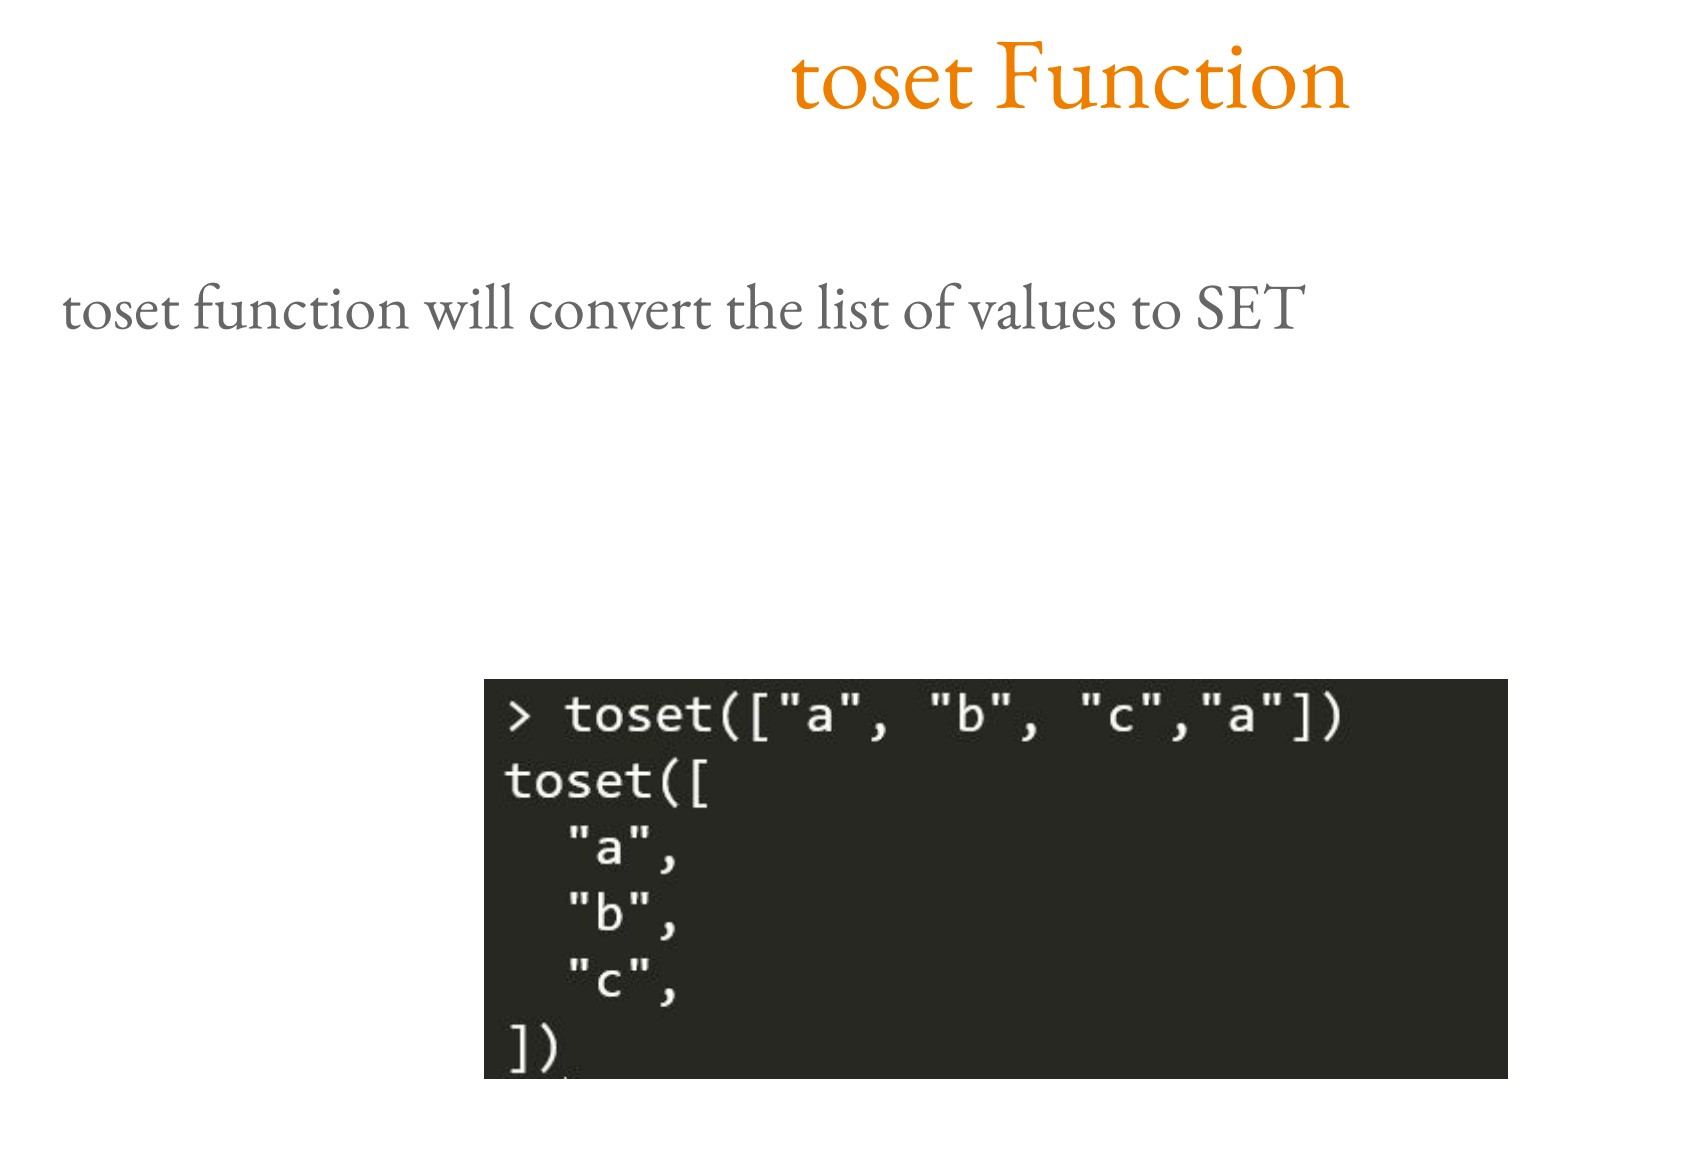 toset Function
toset function will convert the list of values to SET
> toset(["a", "b", "c","a"])
toset([
  "a",
  "b",
  "c",
])